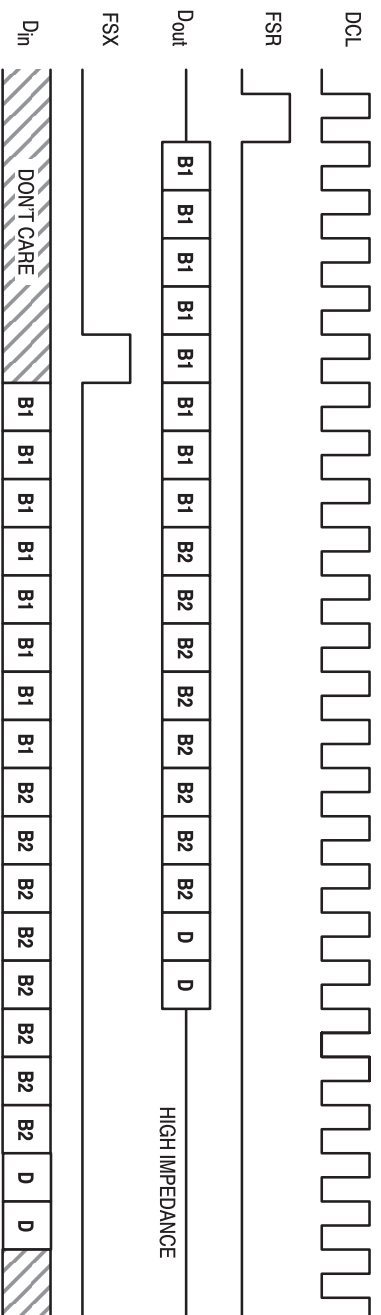 DCL
FSR
Dout B1 B1 B1 B1 B1 B1 B1 B1 B2 B2 B2 B2 B2 B2 B2 B2 D D
HIGH IMPEDANCE
FSX
Din DON'T CARE B1 B1 B1 B1 B1 B1 B1 B1 B2 B2 B2 B2 B2 B2 B2 B2 D D